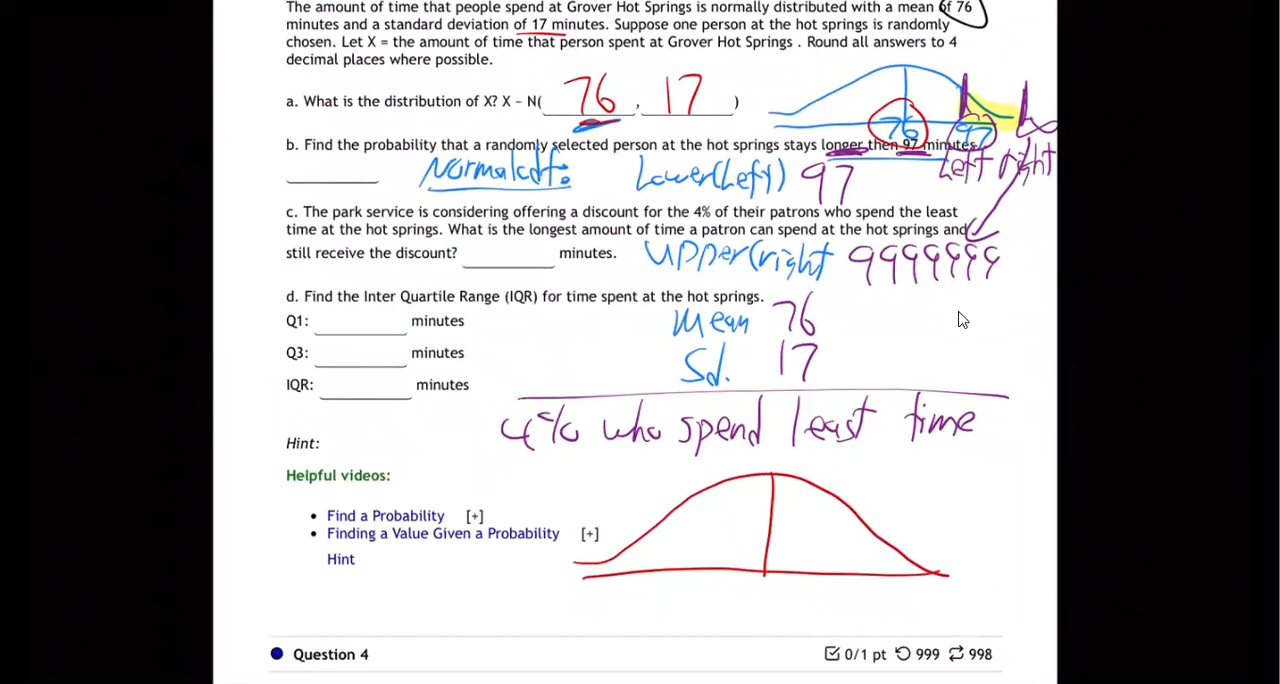 The amount of time that people spend at Grover Hot Springs is normally distributed with a mean of 76
minutes and a standard deviation of 17 minutes. Suppose one person at the hot springs is randomly
chosen. Let X = the amount of time that person spent at Grover Hot Springs . Round all answers to 4
decimal places where possible.
a. What is the distribution of X? X ~ N( 76 , 17 )
76 97
b. Find the probability that a randomly selected person at the hot springs stays longer then 97 minutes.
Normalcdf: Lower(Left) 97 Left right
c. The park service is considering offering a discount for the 4% of their patrons who spend the least
time at the hot springs. What is the longest amount of time a patron can spend at the hot springs and
still receive the discount? minutes. Upper(right 9999999
d. Find the Inter Quartile Range (IQR) for time spent at the hot springs.
Q1: minutes Mean 76
Q3: minutes Sd. 17
IQR: minutes
4% who spend least time
Hint:
Helpful videos:
Find a Probability [+]
Finding a Value Given a Probability [+]
Hint
Question 4 0/1 pt 999 998